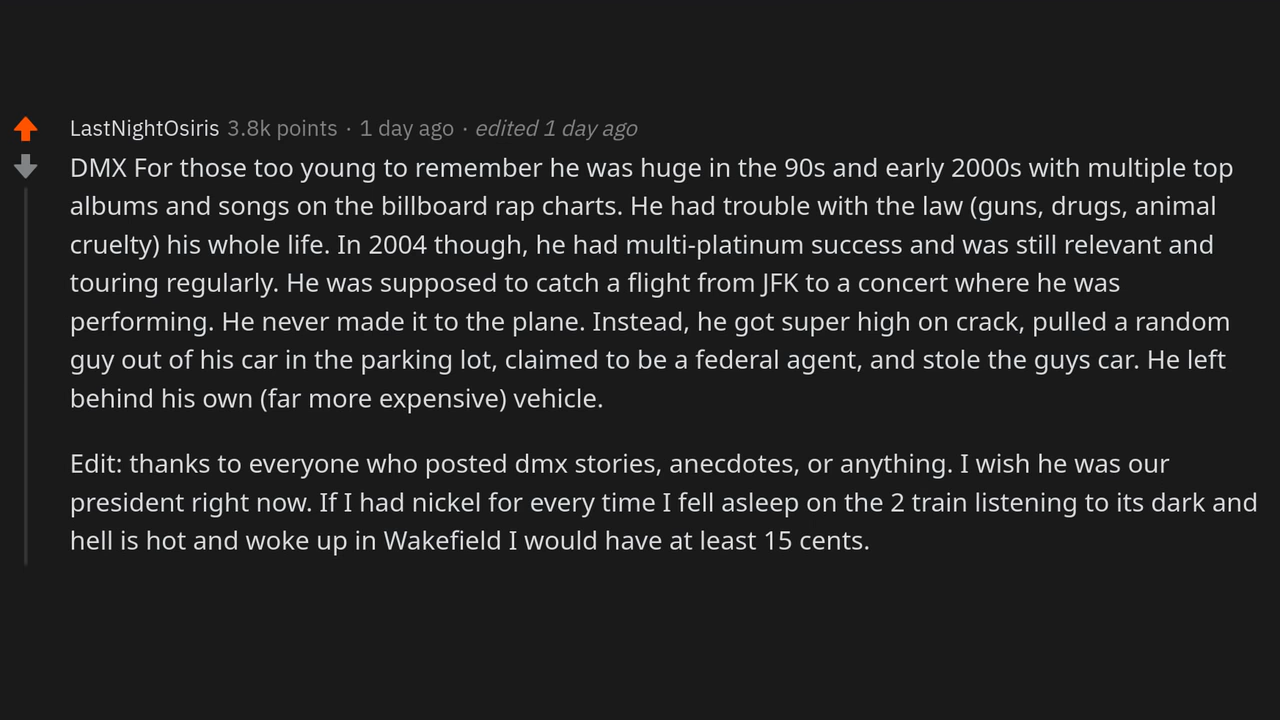 LastNightOsiris 3.8k points · 1 day ago · edited 1 day ago
DMX For those too young to remember he was huge in the 90s and early 2000s with multiple top
albums and songs on the billboard rap charts. He had trouble with the law (guns, drugs, animal
cruelty) his whole life. In 2004 though, he had multi-platinum success and was still relevant and
touring regularly. He was supposed to catch a flight from JFK to a concert where he was
performing. He never made it to the plane. Instead, he got super high on crack, pulled a random
guy out of his car in the parking lot, claimed to be a federal agent, and stole the guys car. He left
behind his own (far more expensive) vehicle.
Edit: thanks to everyone who posted dmx stories, anecdotes, or anything. I wish he was our
president right now. If I had nickel for every time I fell asleep on the 2 train listening to its dark and
hell is hot and woke up in Wakefield I would have at least 15 cents.